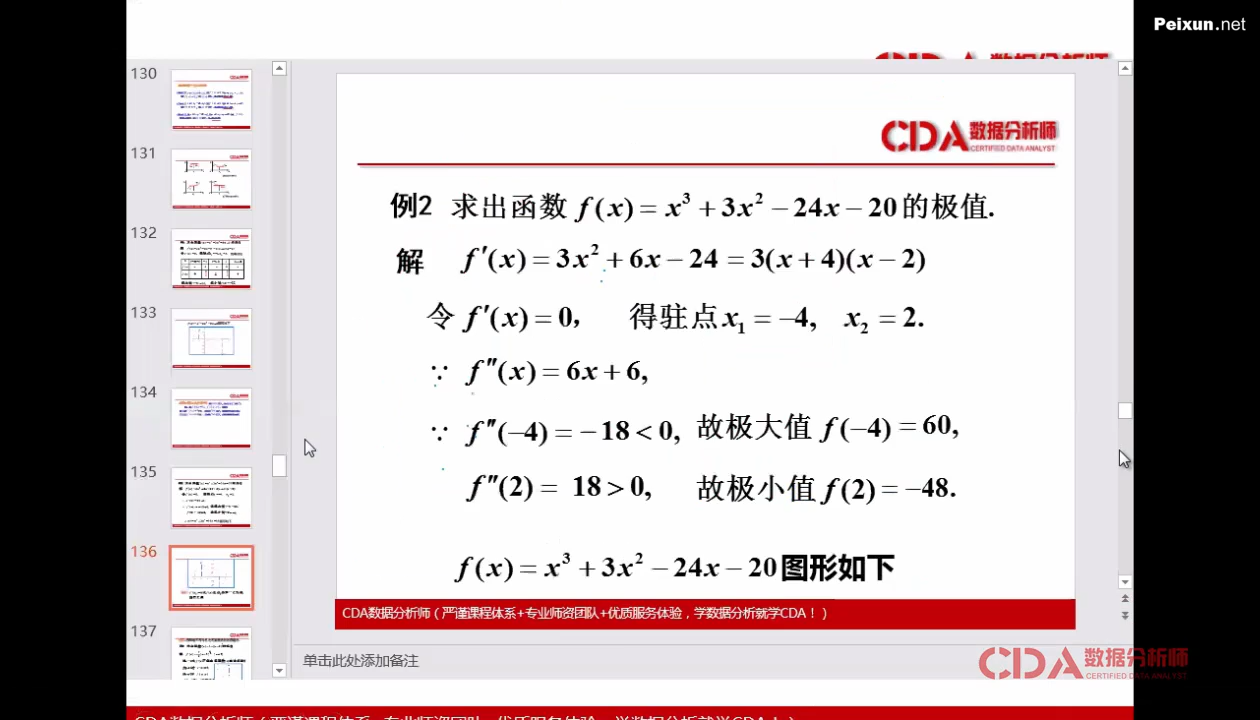 Peixun.net
130
131
132
133
134
135
136
137
CDA数据分析师
CERTIFIED DATA ANALYST
例2 求出函数 f(x) = x³ + 3x² − 24x − 20 的极值.
解 f′(x) = 3x² + 6x − 24 = 3(x + 4)(x − 2)
令 f′(x) = 0, 得驻点 x₁ = −4, x₂ = 2.
∵ f″(x) = 6x + 6,
∵ f″(−4) = −18 < 0, 故极大值 f(−4) = 60,
f″(2) = 18 > 0, 故极小值 f(2) = −48.
f(x) = x³ + 3x² − 24x − 20 图形如下
CDA数据分析师（严谨课程体系+专业师资团队+优质服务体验，学数据分析就学CDA！）
单击此处添加备注
CDA数据分析师
CERTIFIED DATA ANALYST